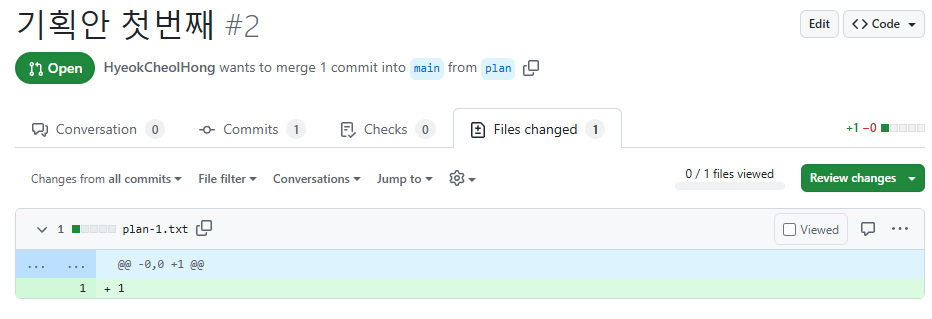 기획안 첫번째 #2
Edit
<> Code
Open
HyeokCheolHong wants to merge 1 commit into main from plan
Conversation 0
Commits 1
Checks 0
Files changed 1
+1 −0
Changes from all commits
File filter
Conversations
Jump to
0 / 1 files viewed
Review changes
1 plan-1.txt
Viewed
... ... @@ -0,0 +1 @@
1 + 1